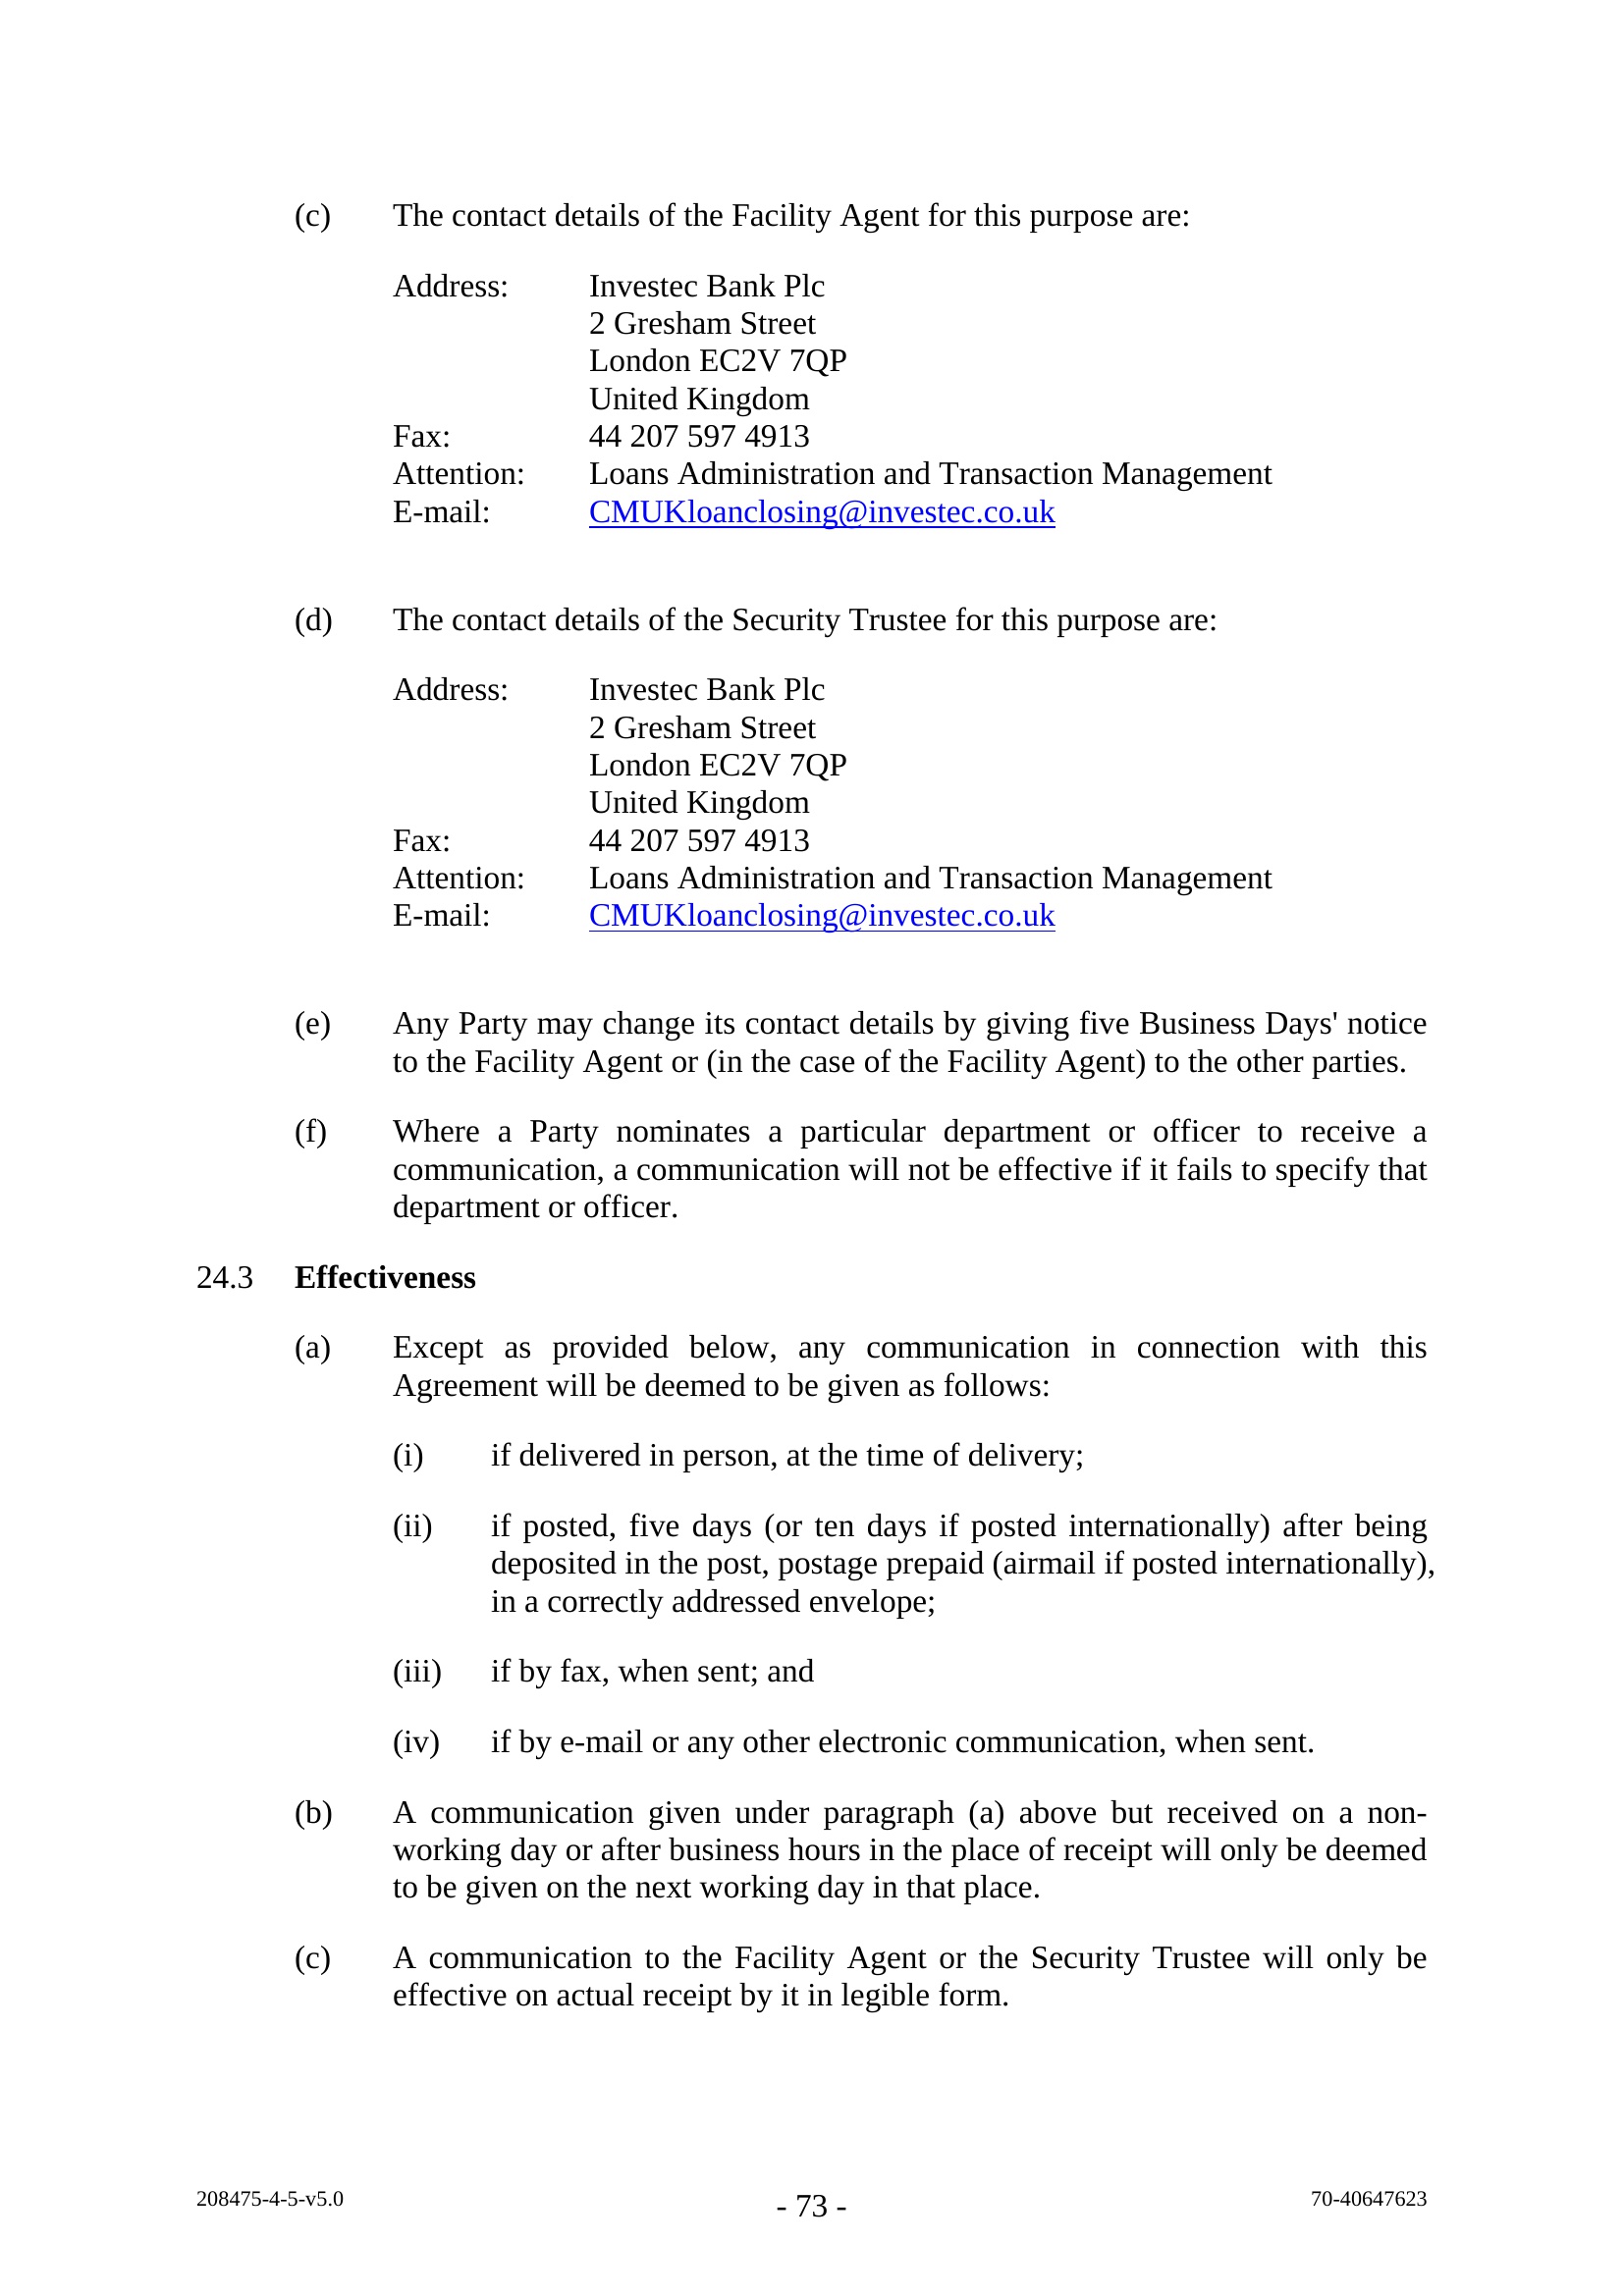 (c) The contact details of the Facility Agent for this purpose are:
Address: Investec Bank Plc
2 Gresham Street
London EC2V 7QP
United Kingdom
Fax: 44 207 597 4913
Attention: Loans Administration and Transaction Management
E-mail: CMUKloanclosing@investec.co.uk
(d) The contact details of the Security Trustee for this purpose are:
Address: Investec Bank Plc
2 Gresham Street
London EC2V 7QP
United Kingdom
Fax: 44 207 597 4913
Attention: Loans Administration and Transaction Management
E-mail: CMUKloanclosing@investec.co.uk
(e) Any Party may change its contact details by giving five Business Days' notice
to the Facility Agent or (in the case of the Facility Agent) to the other parties.
(f) Where a Party nominates a particular department or officer to receive a
communication, a communication will not be effective if it fails to specify that
department or officer.
24.3 Effectiveness
(a) Except as provided below, any communication in connection with this
Agreement will be deemed to be given as follows:
(i) if delivered in person, at the time of delivery;
(ii) if posted, five days (or ten days if posted internationally) after being
deposited in the post, postage prepaid (airmail if posted internationally),
in a correctly addressed envelope;
(iii) if by fax, when sent; and
(iv) if by e-mail or any other electronic communication, when sent.
(b) A communication given under paragraph (a) above but received on a non-
working day or after business hours in the place of receipt will only be deemed
to be given on the next working day in that place.
(c) A communication to the Facility Agent or the Security Trustee will only be
effective on actual receipt by it in legible form.
208475-4-5-v5.0 - 73 - 70-40647623